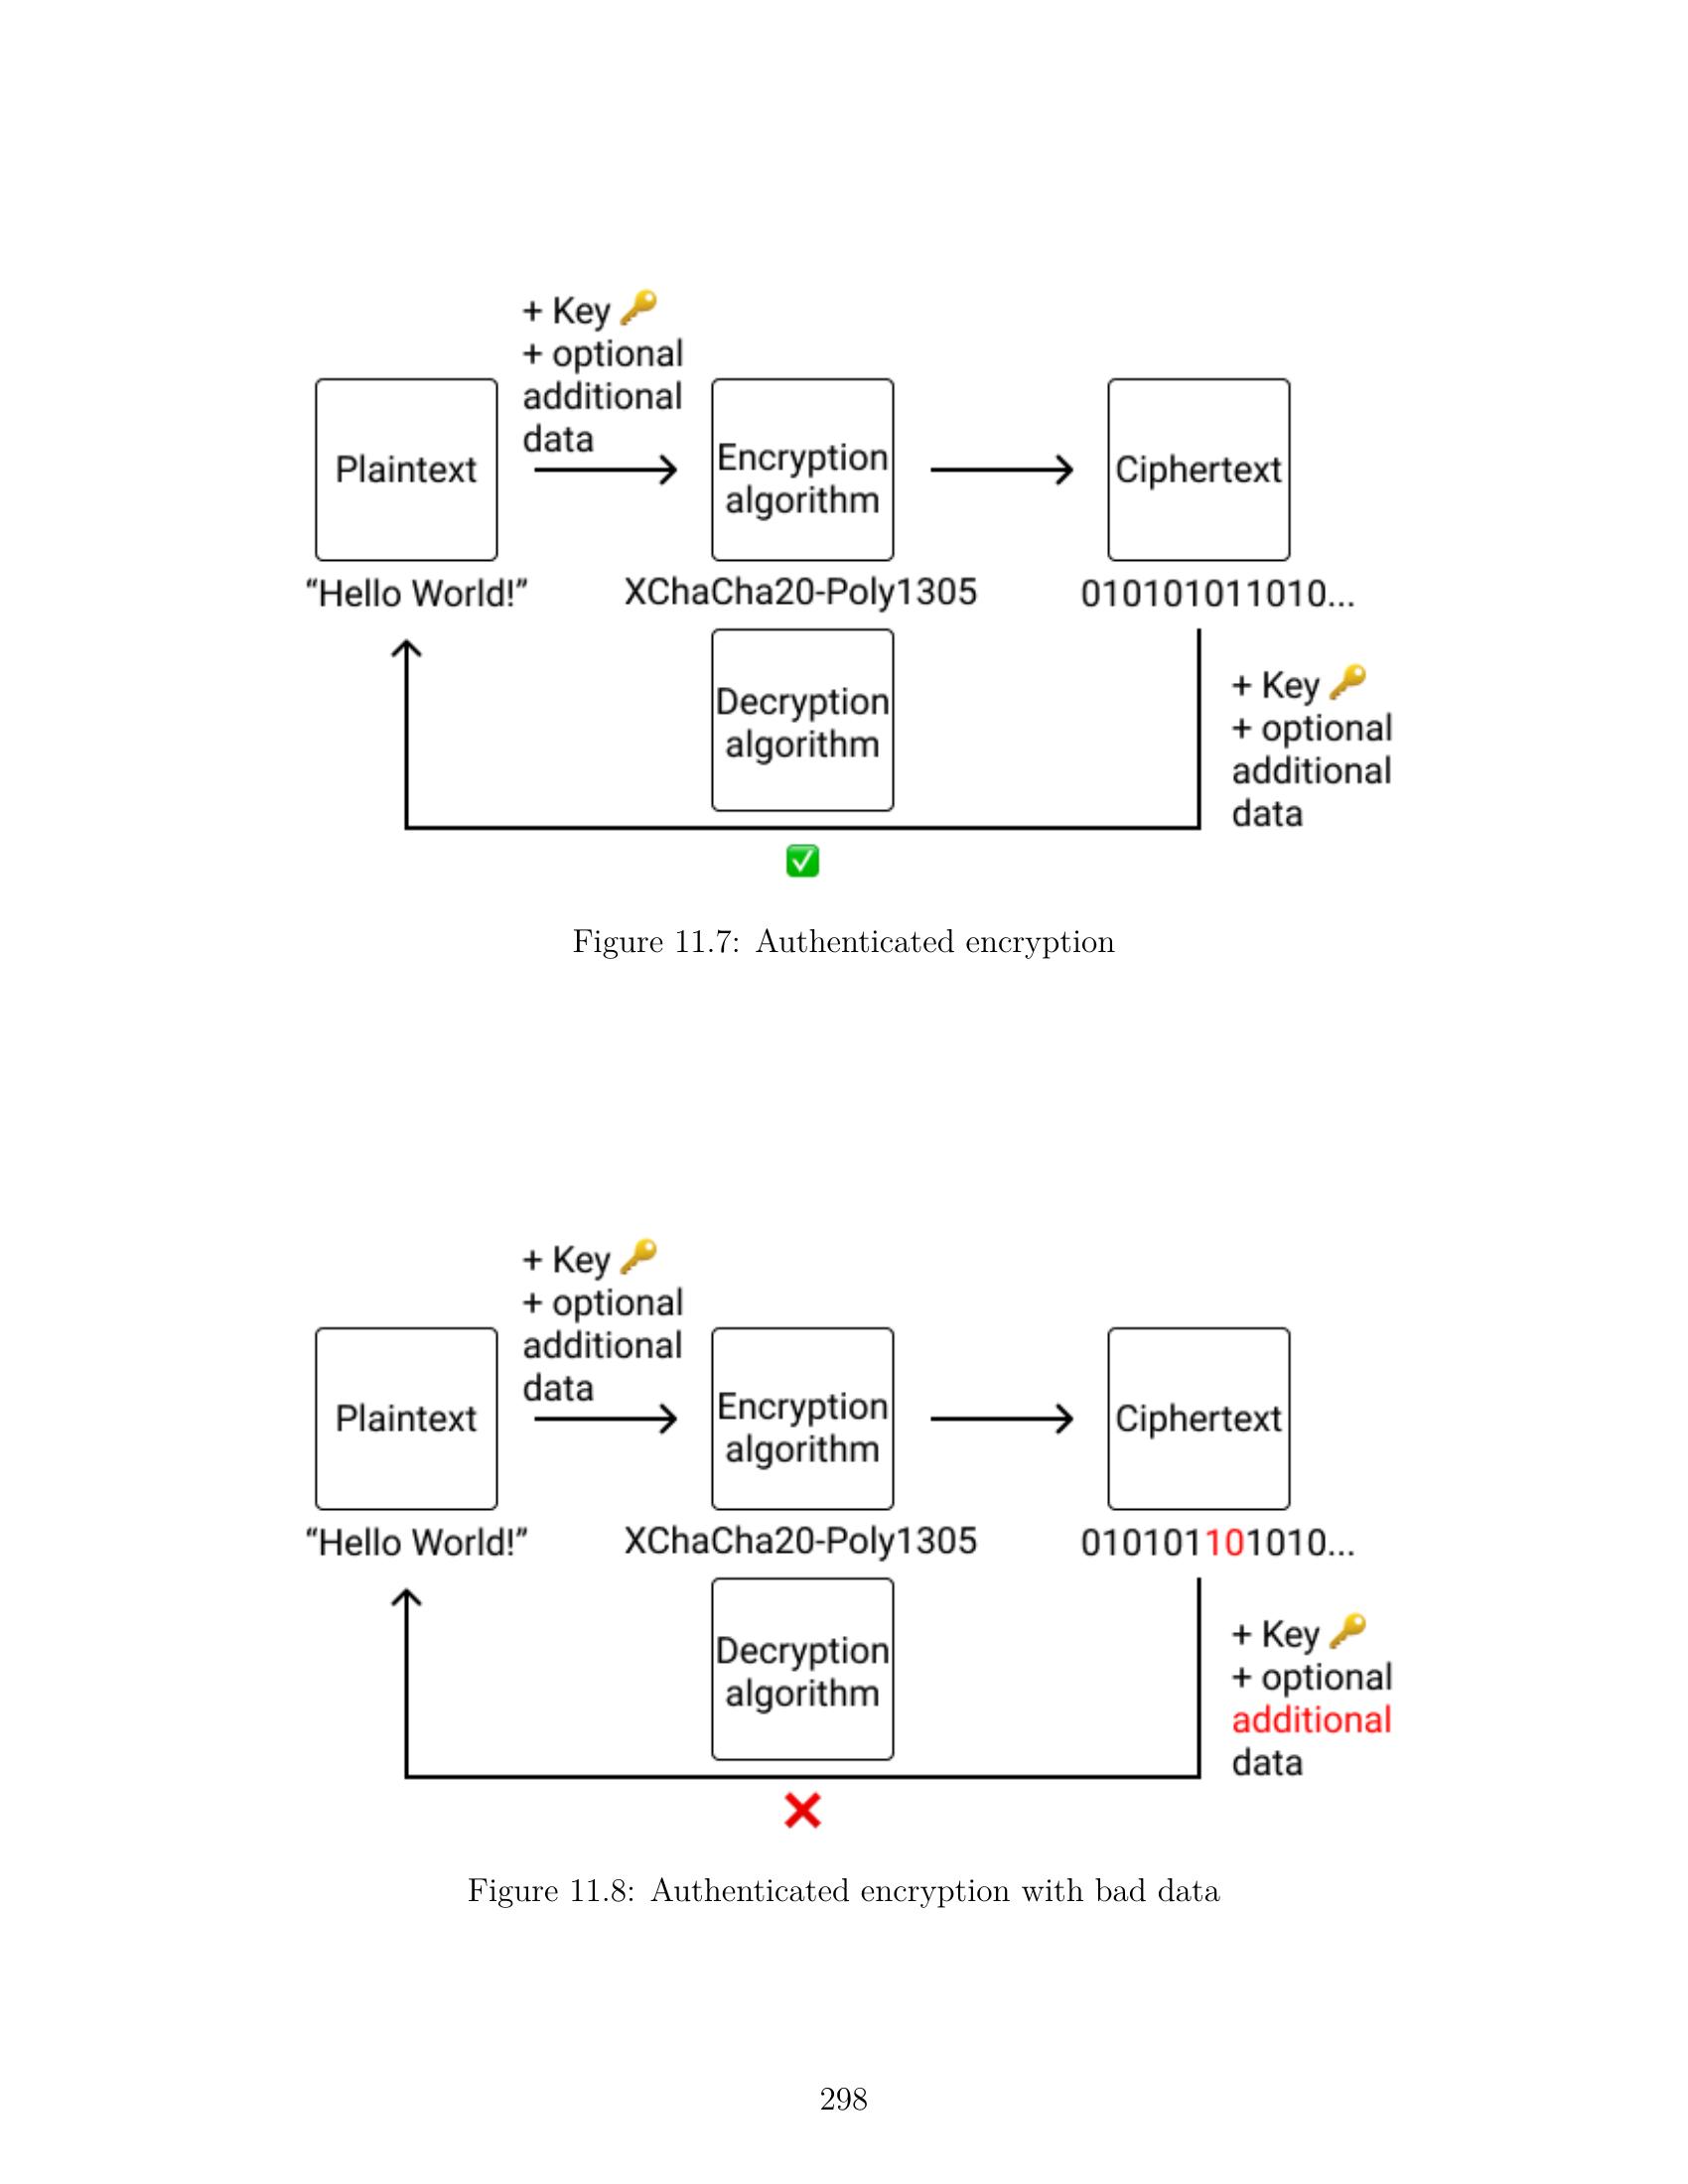 + Key
+ optional
additional
data
Plaintext
Encryption
algorithm
Ciphertext
“Hello World!”
XChaCha20-Poly1305
010101011010...
Decryption
algorithm
+ Key
+ optional
additional
data
Figure 11.7: Authenticated encryption
+ Key
+ optional
additional
data
Plaintext
Encryption
algorithm
Ciphertext
“Hello World!”
XChaCha20-Poly1305
010101101010...
Decryption
algorithm
+ Key
+ optional
additional
data
Figure 11.8: Authenticated encryption with bad data
298